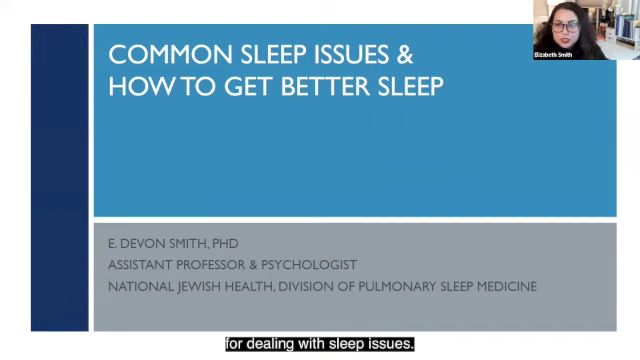 COMMON SLEEP ISSUES &
HOW TO GET BETTER SLEEP
Elizabeth Smith
E. DEVON SMITH, PHD
ASSISTANT PROFESSOR & PSYCHOLOGIST
NATIONAL JEWISH HEALTH, DIVISION OF PULMONARY SLEEP MEDICINE
for dealing with sleep issues.